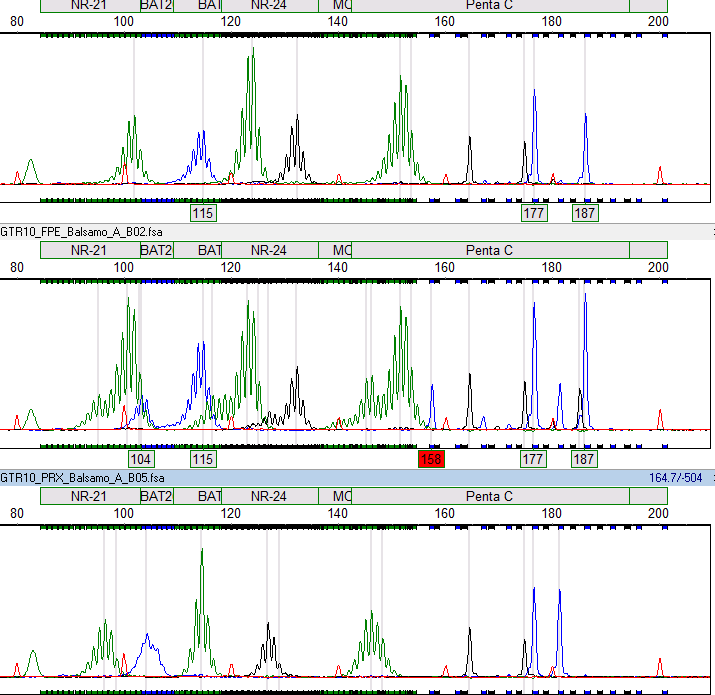 NR-21 BAT2 BAT NR-24 MO Penta C
80 100 120 140 160 180 200
115 177 187
GTR10_FPE_Balsamo_A_B02.fsa
NR-21 BAT2 BAT NR-24 MO Penta C
80 100 120 140 160 180 200
104 115 158 177 187
GTR10_PRX_Balsamo_A_B05.fsa 164.7/-504
NR-21 BAT2 BAT NR-24 MO Penta C
80 100 120 140 160 180 200